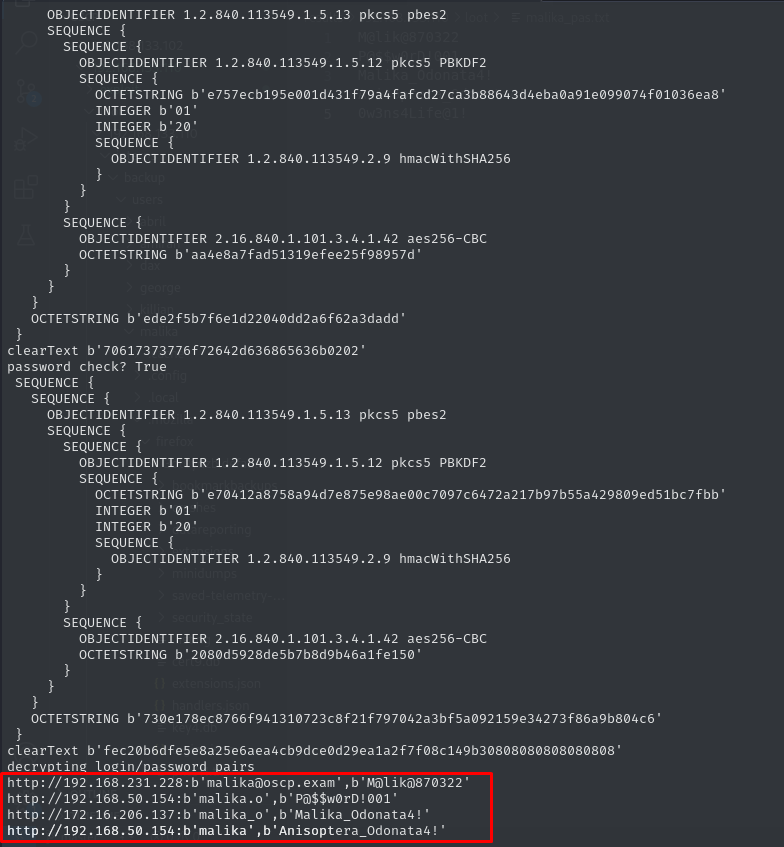 OBJECTIDENTIFIER 1.2.840.113549.1.5.13 pkcs5 pbes2
SEQUENCE {
SEQUENCE {
OBJECTIDENTIFIER 1.2.840.113549.1.5.12 pkcs5 PBKDF2
SEQUENCE {
OCTETSTRING b'e757ecb195e001d431f79a4fafcd27ca3b88643d4eba0a91e099074f01036ea8'
INTEGER b'01'
INTEGER b'20'
SEQUENCE {
OBJECTIDENTIFIER 1.2.840.113549.2.9 hmacWithSHA256
}
}
}
SEQUENCE {
OBJECTIDENTIFIER 2.16.840.1.101.3.4.1.42 aes256-CBC
OCTETSTRING b'aa4e8a7fad51319efee25f98957d'
}
}
}
OCTETSTRING b'ede2f5b7f6e1d22040dd2a6f62a3dadd'
}
clearText b'70617373776f72642d636865636b0202'
password check? True
SEQUENCE {
SEQUENCE {
OBJECTIDENTIFIER 1.2.840.113549.1.5.13 pkcs5 pbes2
SEQUENCE {
SEQUENCE {
OBJECTIDENTIFIER 1.2.840.113549.1.5.12 pkcs5 PBKDF2
SEQUENCE {
OCTETSTRING b'e70412a8758a94d7e875e98ae00c7097c6472a217b97b55a429809ed51bc7fbb'
INTEGER b'01'
INTEGER b'20'
SEQUENCE {
OBJECTIDENTIFIER 1.2.840.113549.2.9 hmacWithSHA256
}
}
}
SEQUENCE {
OBJECTIDENTIFIER 2.16.840.1.101.3.4.1.42 aes256-CBC
OCTETSTRING b'2080d5928de5b7b8d9b46a1fe150'
}
}
}
OCTETSTRING b'730e178ec8766f941310723c8f21f797042a3bf5a092159e34273f86a9b804c6'
}
clearText b'fec20b6dfe5e8a25e6aea4cb9dce0d29ea1a2f7f08c149b30808080808080808'
decrypting login/password pairs
http://192.168.231.228:b'malika@oscp.exam',b'M@lik@870322'
http://192.168.50.154:b'malika.o',b'P@$$w0rD!001'
http://172.16.206.137:b'malika_o',b'Malika_Odonata4!'
http://192.168.50.154:b'malika',b'Anisoptera_Odonata4!'